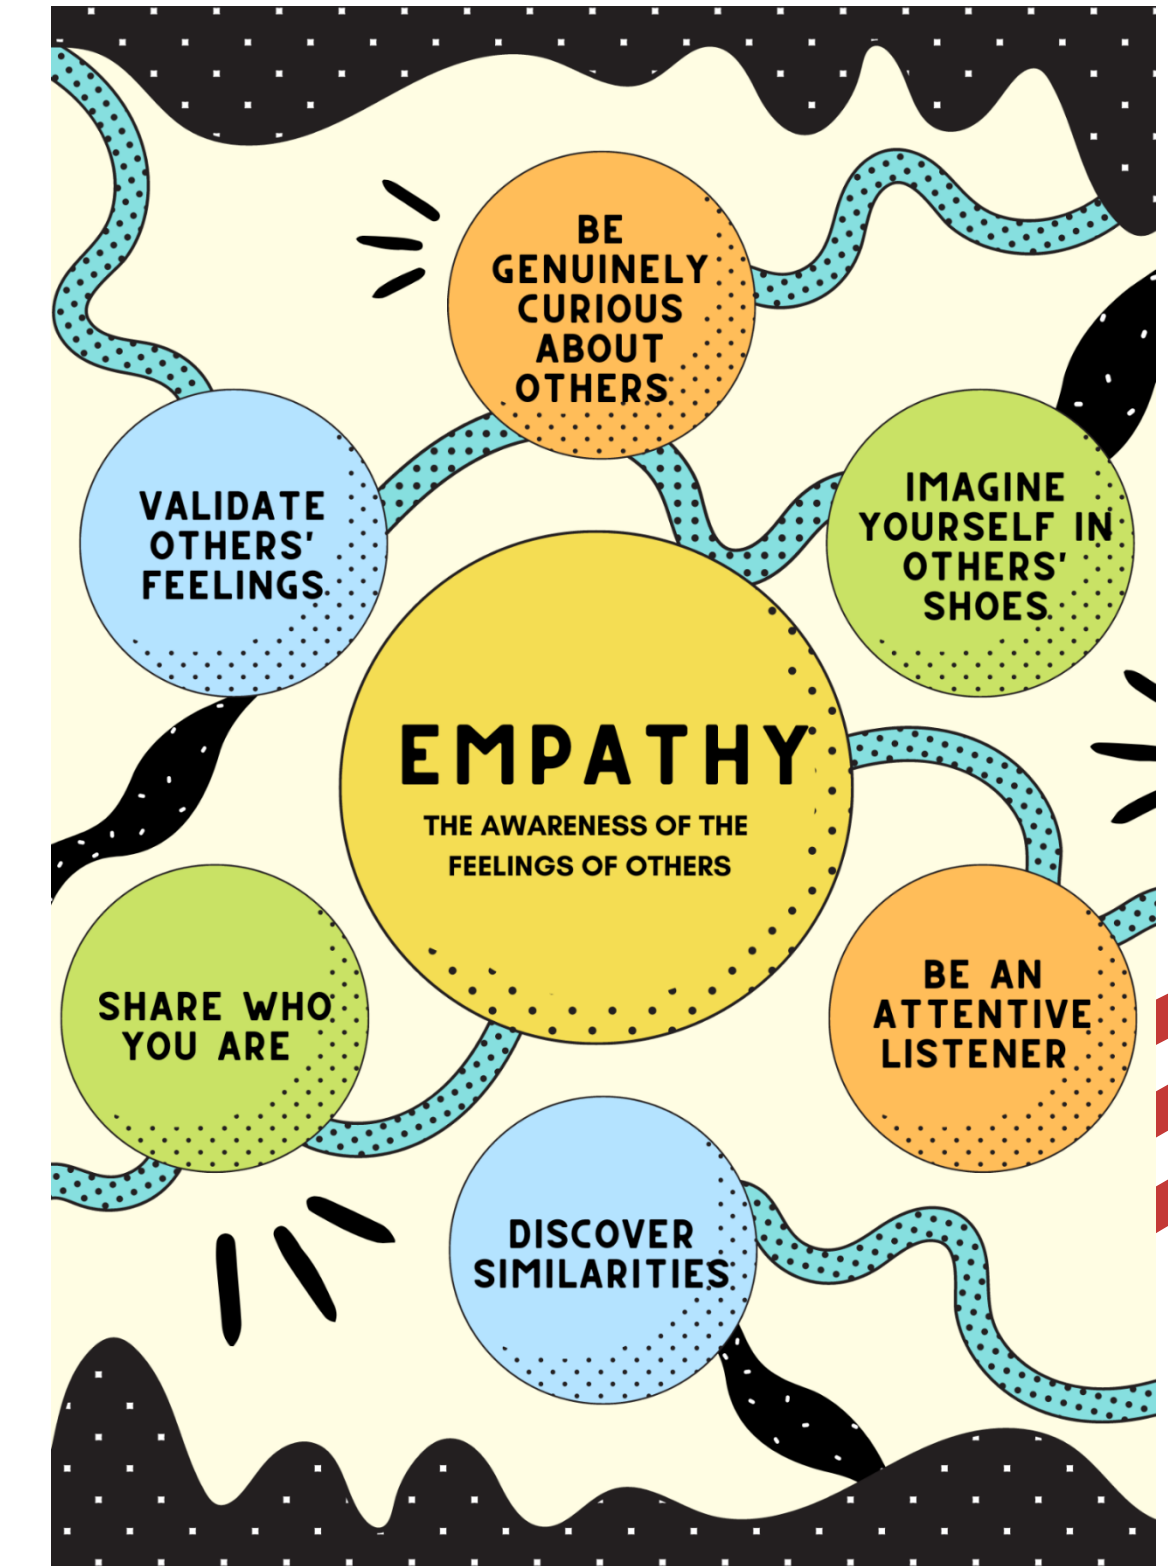 BE
GENUINELY
CURIOUS
ABOUT
OTHERS
VALIDATE
OTHERS'
FEELINGS
IMAGINE
YOURSELF IN
OTHERS'
SHOES
EMPATHY
THE AWARENESS OF THE
FEELINGS OF OTHERS
SHARE WHO
YOU ARE
BE AN
ATTENTIVE
LISTENER
DISCOVER
SIMILARITIES